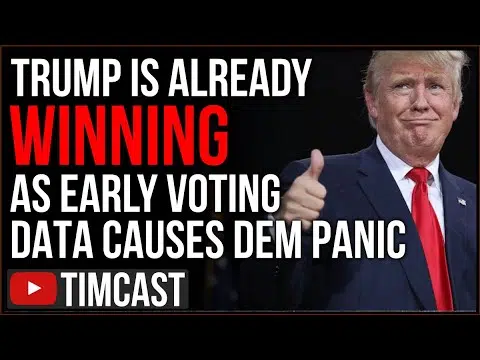 TRUMP IS ALREADY
WINNING
AS EARLY VOTING
DATA CAUSES DEM PANIC
TIMCAST